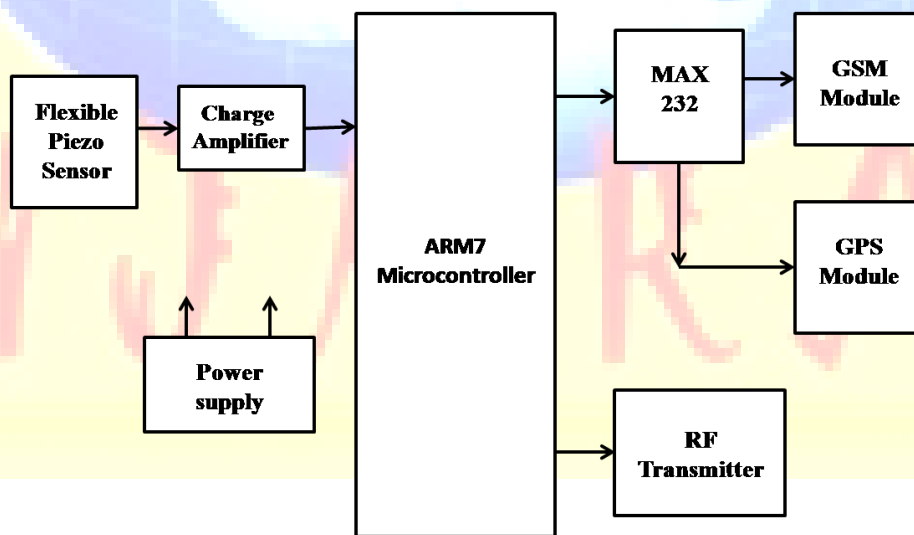 Flexible
Piezo
Sensor
Charge
Amplifier
Power
supply
ARM7
Microcontroller
MAX
232
GSM
Module
GPS
Module
RF
Transmitter